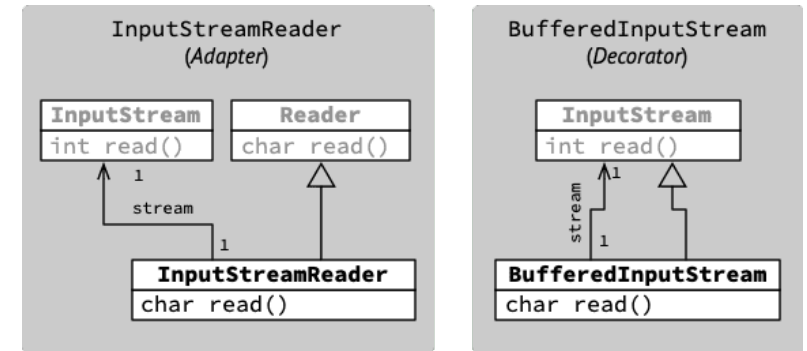 InputStreamReader
(Adapter)
InputStream
int read()
Reader
char read()
1
stream
1
InputStreamReader
char read()
BufferedInputStream
(Decorator)
InputStream
int read()
1
stream
1
BufferedInputStream
char read()